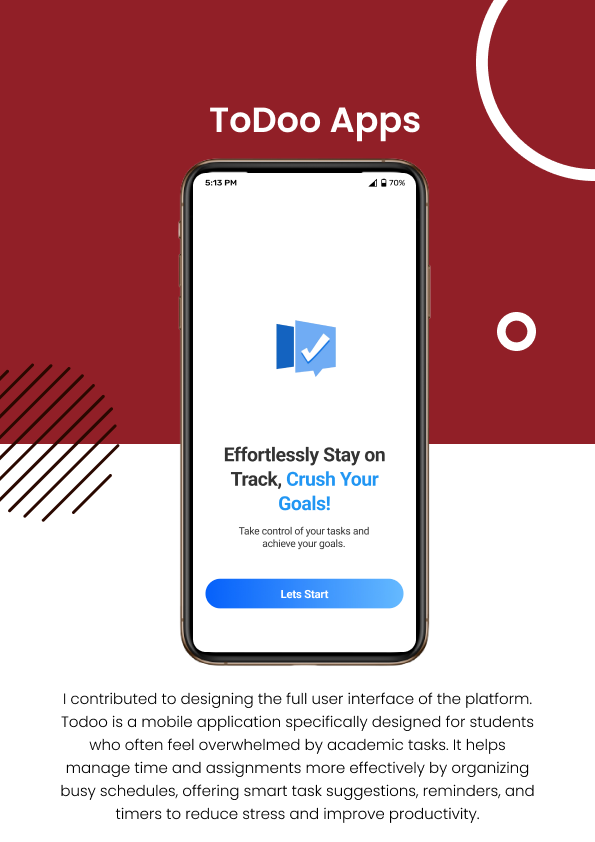 ToDoo Apps
5:13 PM 70%
Effortlessly Stay on
Track, Crush Your
Goals!
Take control of your tasks and
achieve your goals.
Lets Start
I contributed to designing the full user interface of the platform.
Todoo is a mobile application specifically designed for students
who often feel overwhelmed by academic tasks. It helps
manage time and assignments more effectively by organizing
busy schedules, offering smart task suggestions, reminders, and
timers to reduce stress and improve productivity.